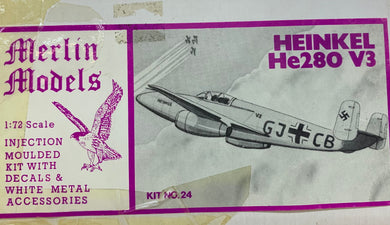 Merlin
Models
1:72 Scale
INJECTION
MOULDED
KIT WITH
DECALS &
WHITE METAL
ACCESSORIES
HEINKEL
He280 V3
GJ CB
KIT NO.24